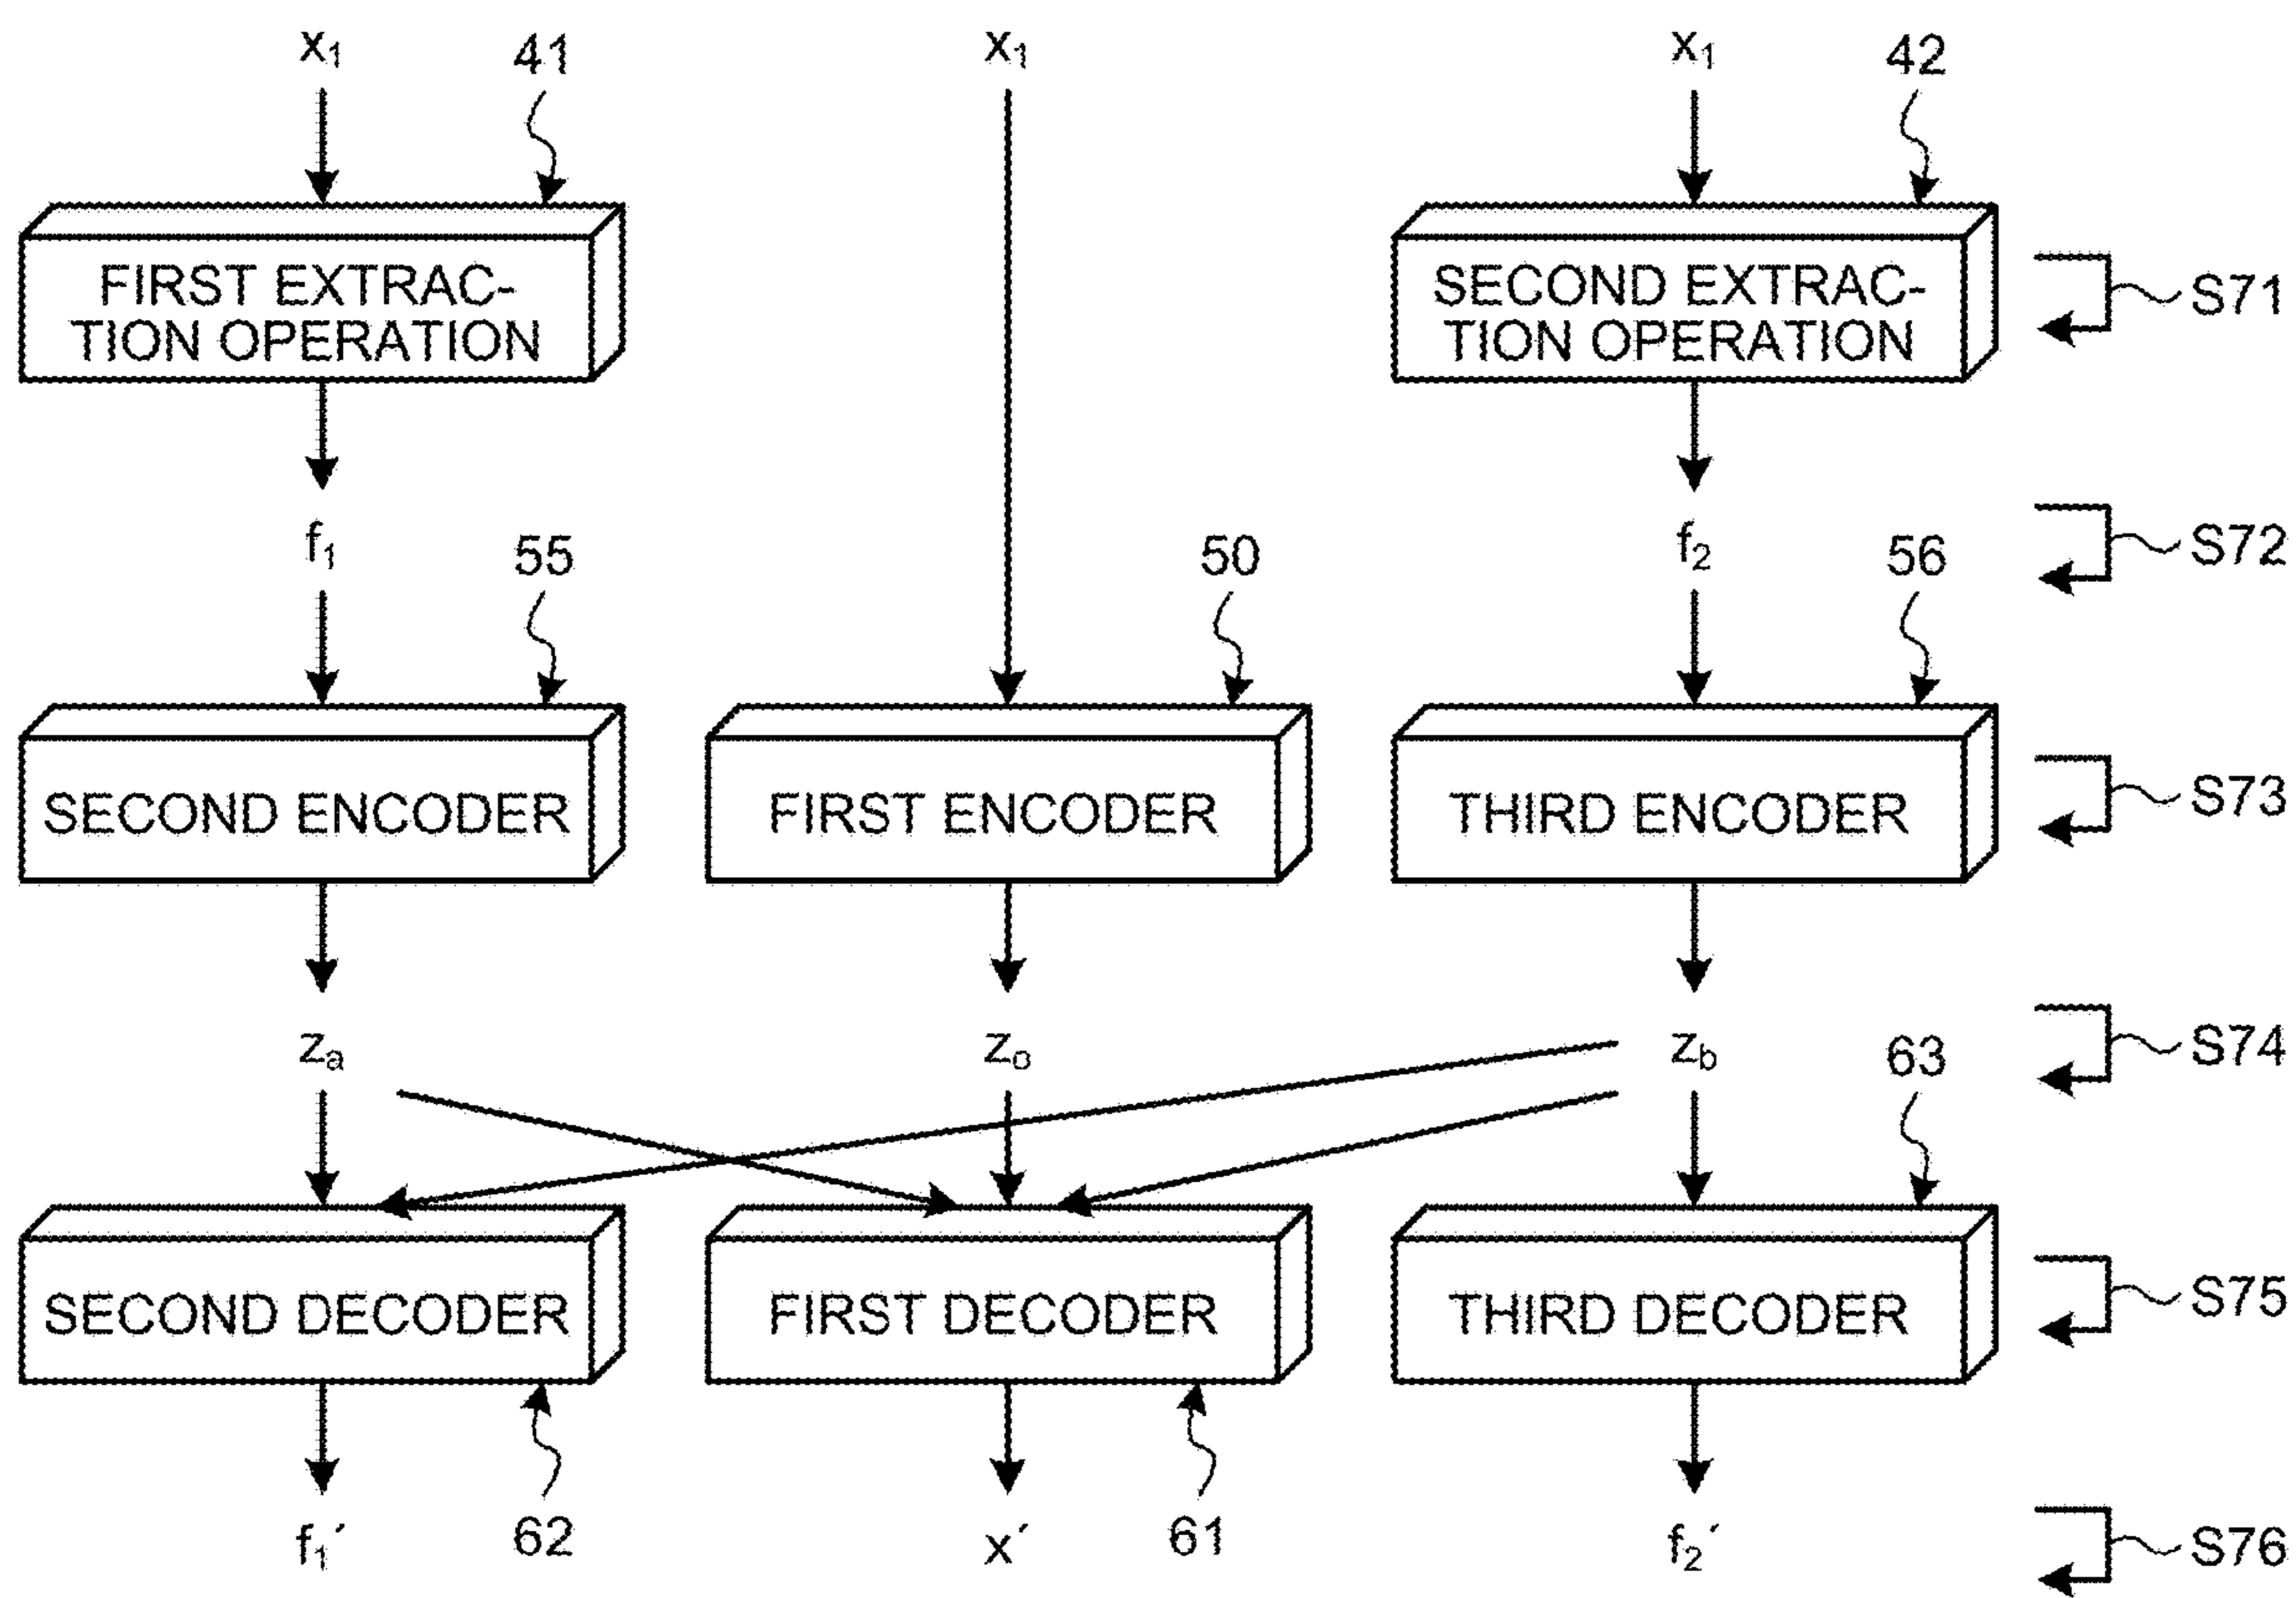 x₁ 41 x₁ x₁ 42
FIRST EXTRAC-
TION OPERATION
SECOND EXTRAC-
TION OPERATION
S71
f₁ 55 50 f₂ 56 S72
SECOND ENCODER
FIRST ENCODER
THIRD ENCODER
S73
zₐ z₀ z_b 63 S74
SECOND DECODER
FIRST DECODER
THIRD DECODER
S75
f₁′ 62 x′ 61 f₂′ S76